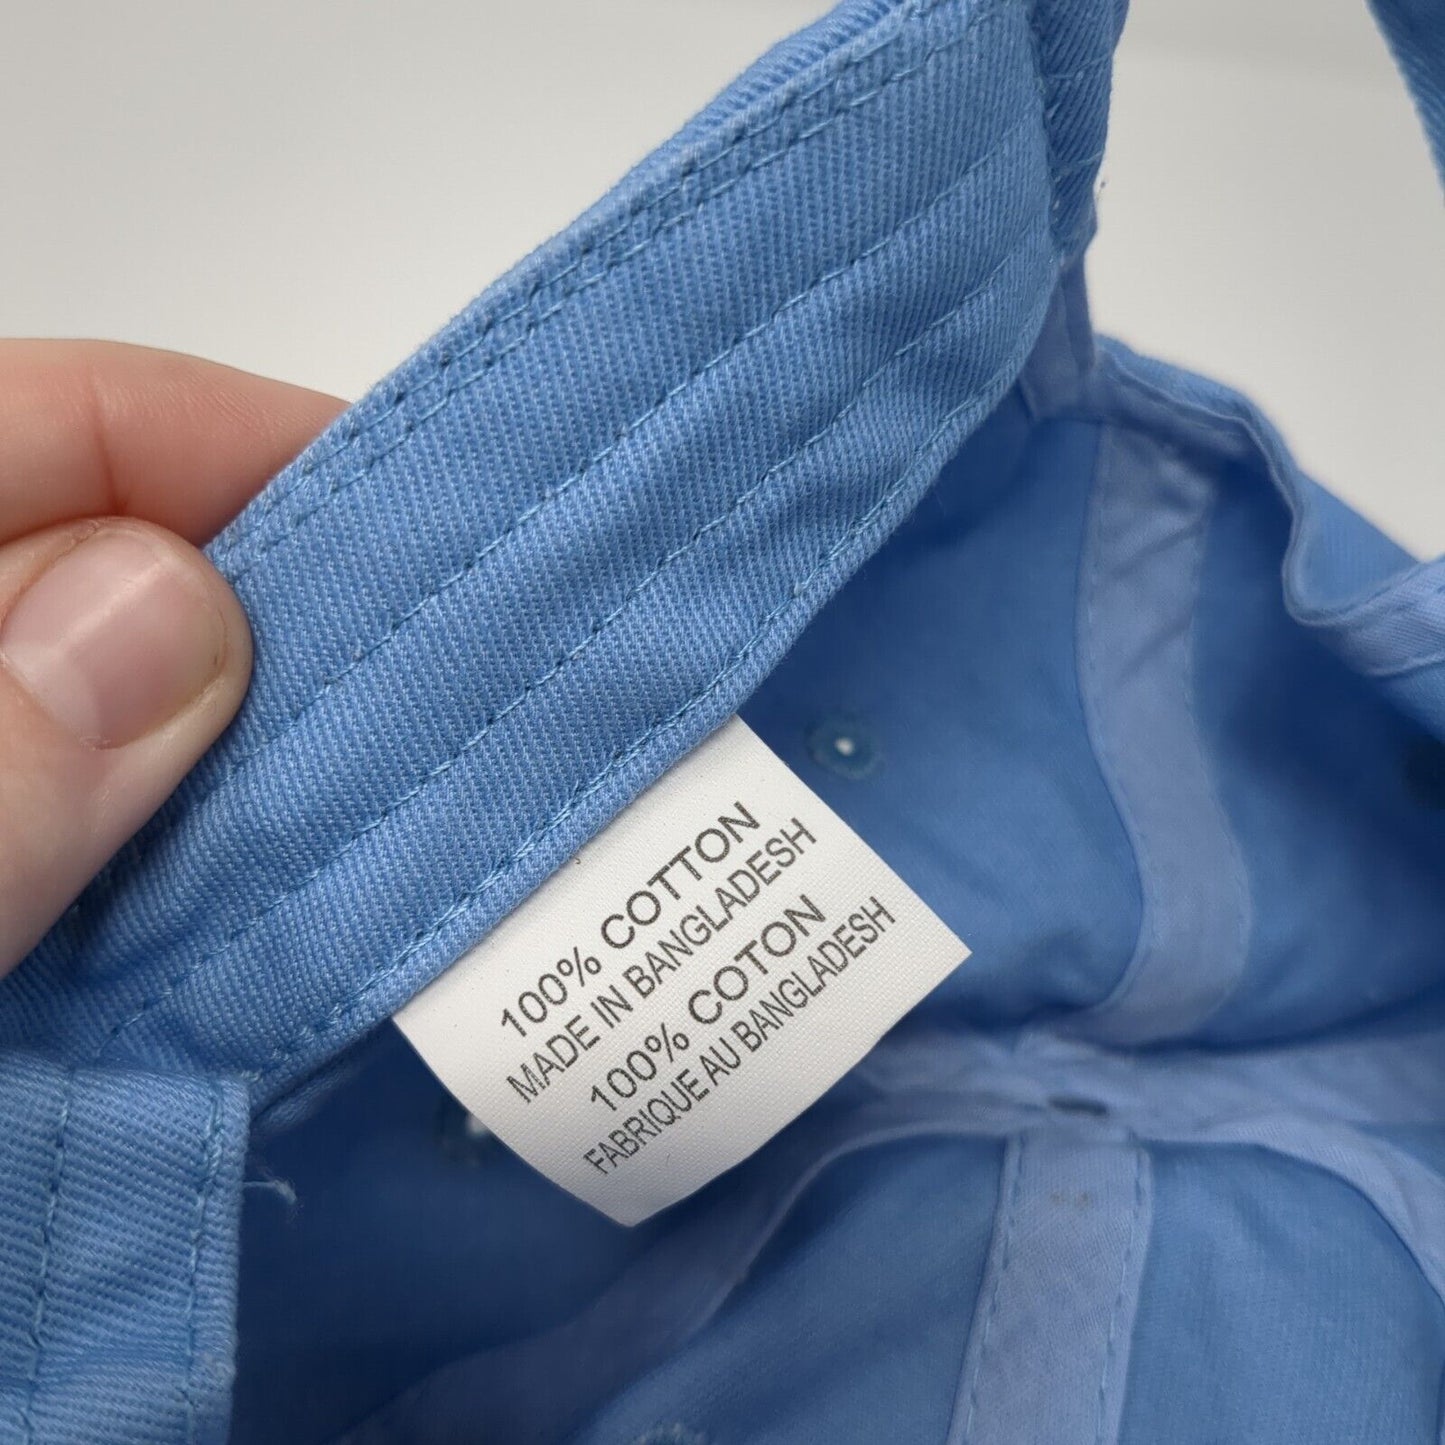 100% COTTON
MADE IN BANGLADESH
100% COTON
FABRIQUE AU BANGLADESH